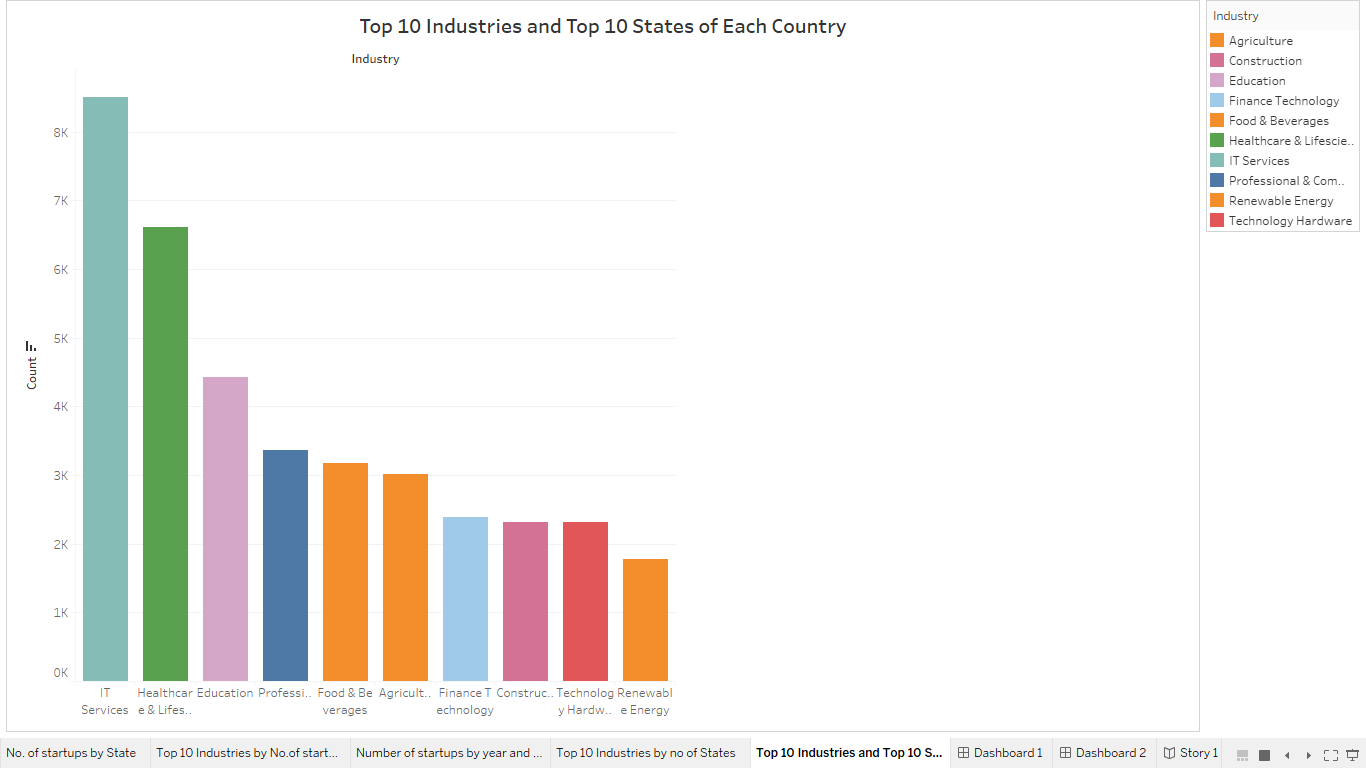 Top 10 Industries and Top 10 States of Each Country
Industry
8K
7K
6K
5K
4K
3K
2K
1K
0K
Count
IT
Services
Healthcar
e & Lifes..
Education
Professi..
Food & Be
verages
Agricult..
Finance T
echnology
Construc..
Technolog
y Hardw..
Renewabl
e Energy
Industry
Agriculture
Construction
Education
Finance Technology
Food & Beverages
Healthcare & Lifescie..
IT Services
Professional & Com..
Renewable Energy
Technology Hardware
No. of startups by State
Top 10 Industries by No.of start...
Number of startups by year and ...
Top 10 Industries by no of States
Top 10 Industries and Top 10 S...
Dashboard 1
Dashboard 2
Story 1